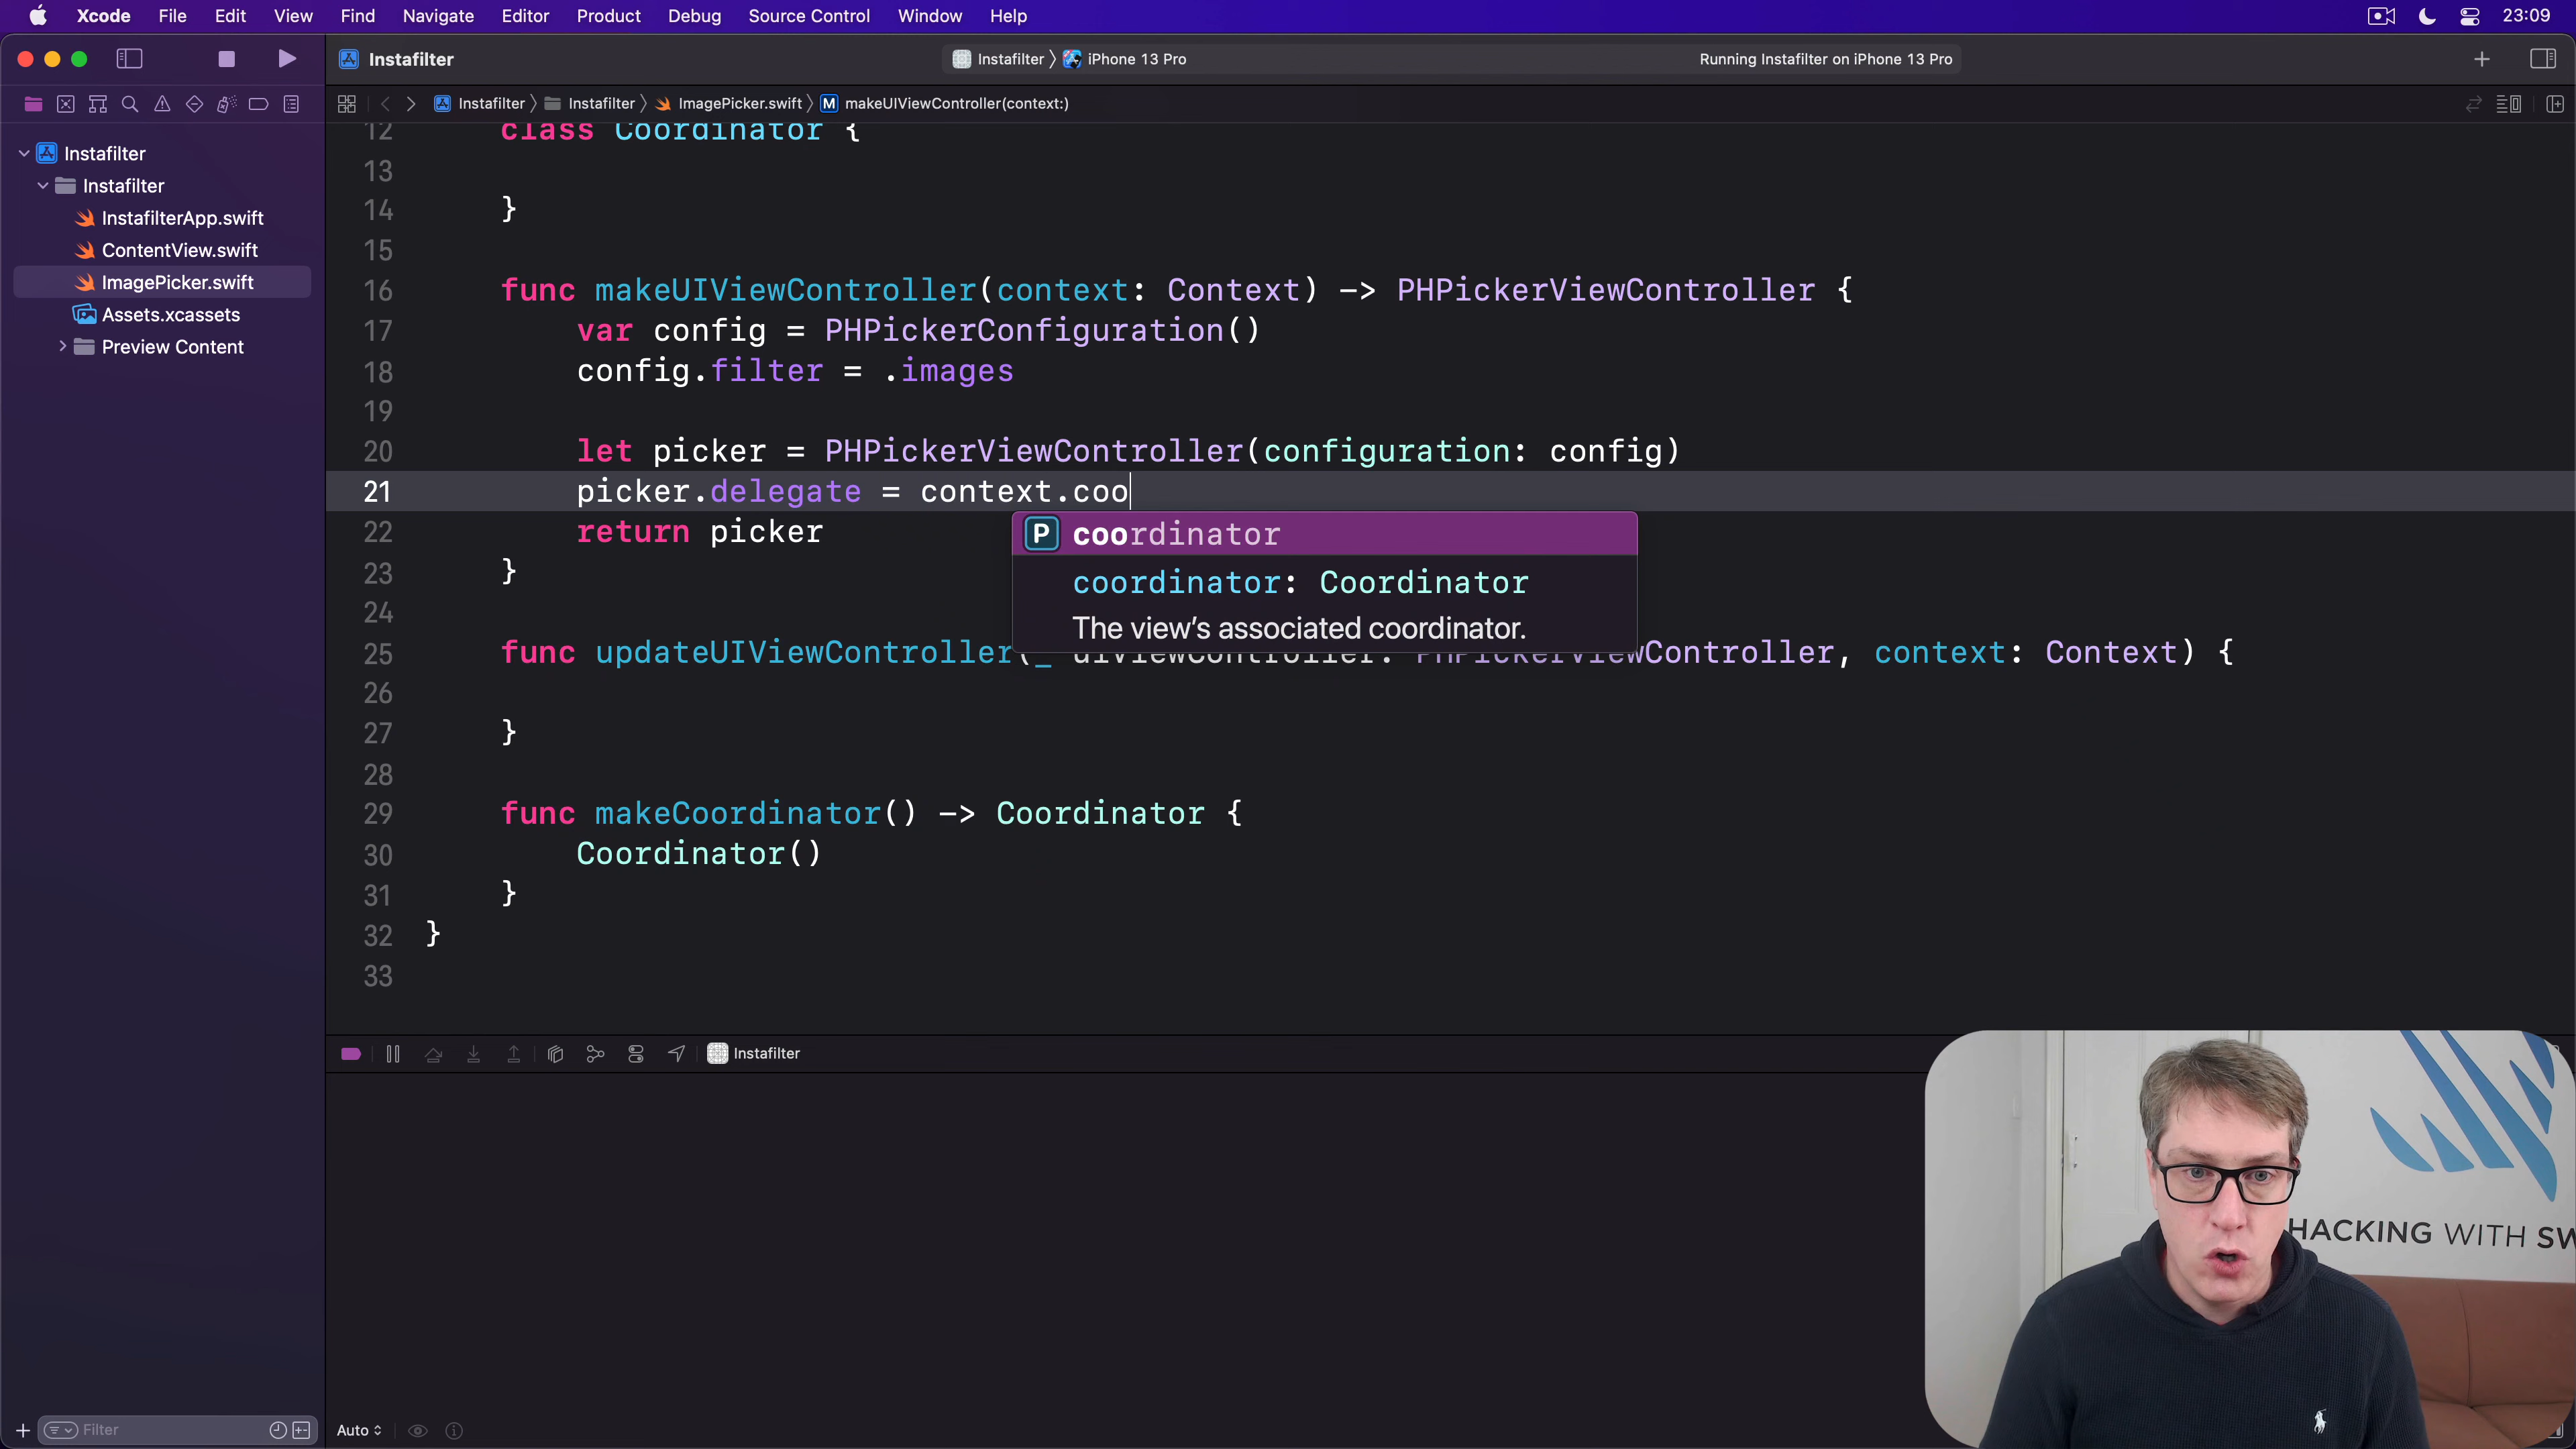 Xcode File Edit View Find Navigate Editor Product Debug Source Control Window Help 23:09
Instafilter Instafilter iPhone 13 Pro Running Instafilter on iPhone 13 Pro
Instafilter Instafilter ImagePicker.swift M makeUIViewController(context:)
Instafilter
Instafilter
InstafilterApp.swift
ContentView.swift
ImagePicker.swift
Assets.xcassets
Preview Content
12 class Coordinator {
13
14 }
15
16 func makeUIViewController(context: Context) -> PHPickerViewController {
17 var config = PHPickerConfiguration()
18 config.filter = .images
19
20 let picker = PHPickerViewController(configuration: config)
21 picker.delegate = context.coo
P coordinator
coordinator: Coordinator
The view’s associated coordinator.
22 return picker
23 }
24
25 func updateUIViewController(_ uiViewController: PHPickerViewController, context: Context) {
26
27 }
28
29 func makeCoordinator() -> Coordinator {
30 Coordinator()
31 }
32 }
33
Instafilter
HACKING WITH SW
Filter
Auto